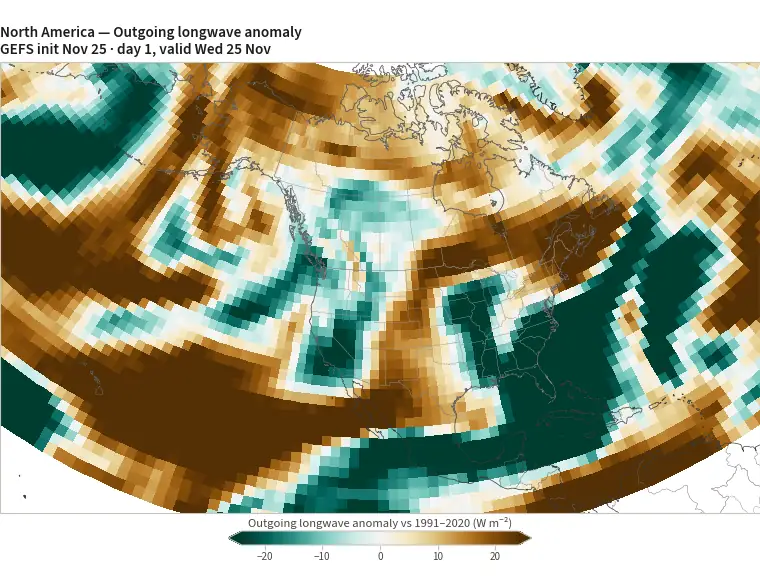 North America — Outgoing longwave anomaly
GEFS init Nov 25 · day 1, valid Wed 25 Nov
Outgoing longwave anomaly vs 1991–2020 (W m⁻²)
−20 −10 0 10 20